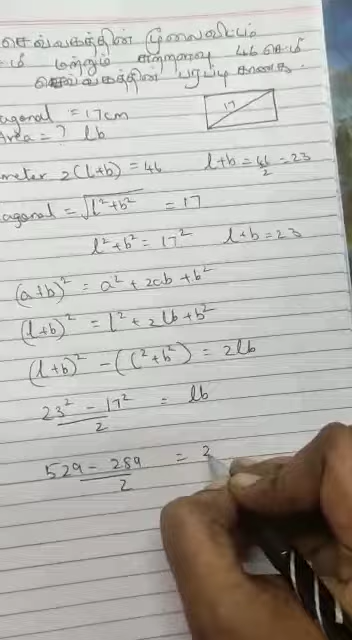 செவ்வகத்தின் மூலைவிட்டம்
மற்றும் சுற்றளவு 46 செ.மீ
செவ்வகத்தின் பரப்பு காண்க.
agonal = 17cm
17
Area = ? lb
meter 2(l+b) = 46 l+b = 46/2 = 23
agonal = √l²+b² = 17
l²+b² = 17² l+b = 23
(a+b)² = a² + 2ab + b²
(l+b)² = l² + 2lb + b²
(l+b)² - (l²+b²) = 2lb
23² - 17² / 2 = lb
529 - 289 / 2 = 2